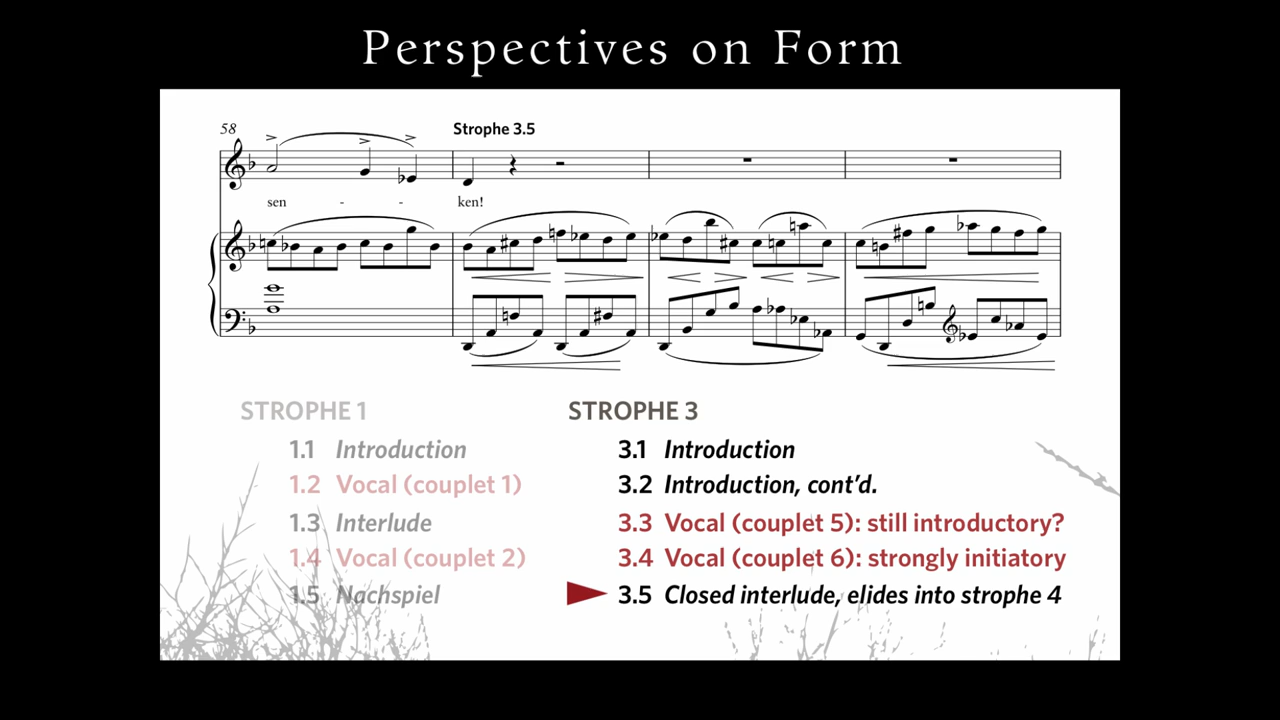 Perspectives on Form
58
Strophe 3.5
sen - - ken!
STROPHE 1
1.1 Introduction
1.2 Vocal (couplet 1)
1.3 Interlude
1.4 Vocal (couplet 2)
1.5 Nachspiel
STROPHE 3
3.1 Introduction
3.2 Introduction, cont’d.
3.3 Vocal (couplet 5): still introductory?
3.4 Vocal (couplet 6): strongly initiatory
3.5 Closed interlude, elides into strophe 4